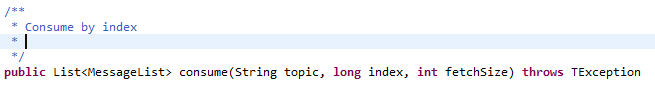 /**
 * Consume by index
 *
 */
public List<MessageList> consume(String topic, long index, int fetchSize) throws TException